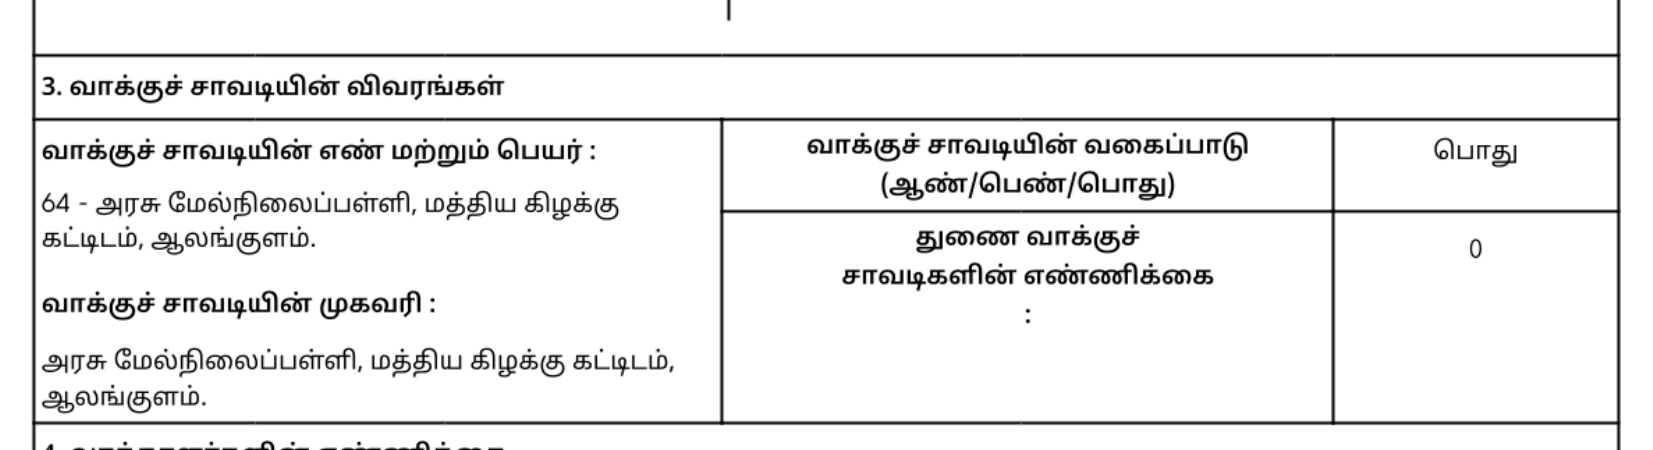 3. வாக்குச் சாவடியின் விவரங்கள்
வாக்குச் சாவடியின் எண் மற்றும் பெயர் :
64 - அரசு மேல்நிலைப்பள்ளி, மத்திய கிழக்கு
கட்டிடம், ஆலங்குளம்.
வாக்குச் சாவடியின் முகவரி :
அரசு மேல்நிலைப்பள்ளி, மத்திய கிழக்கு கட்டிடம்,
ஆலங்குளம்.
வாக்குச் சாவடியின் வகைப்பாடு
(ஆண்/பெண்/பொது)
பொது
துணை வாக்குச்
சாவடிகளின் எண்ணிக்கை
:
0